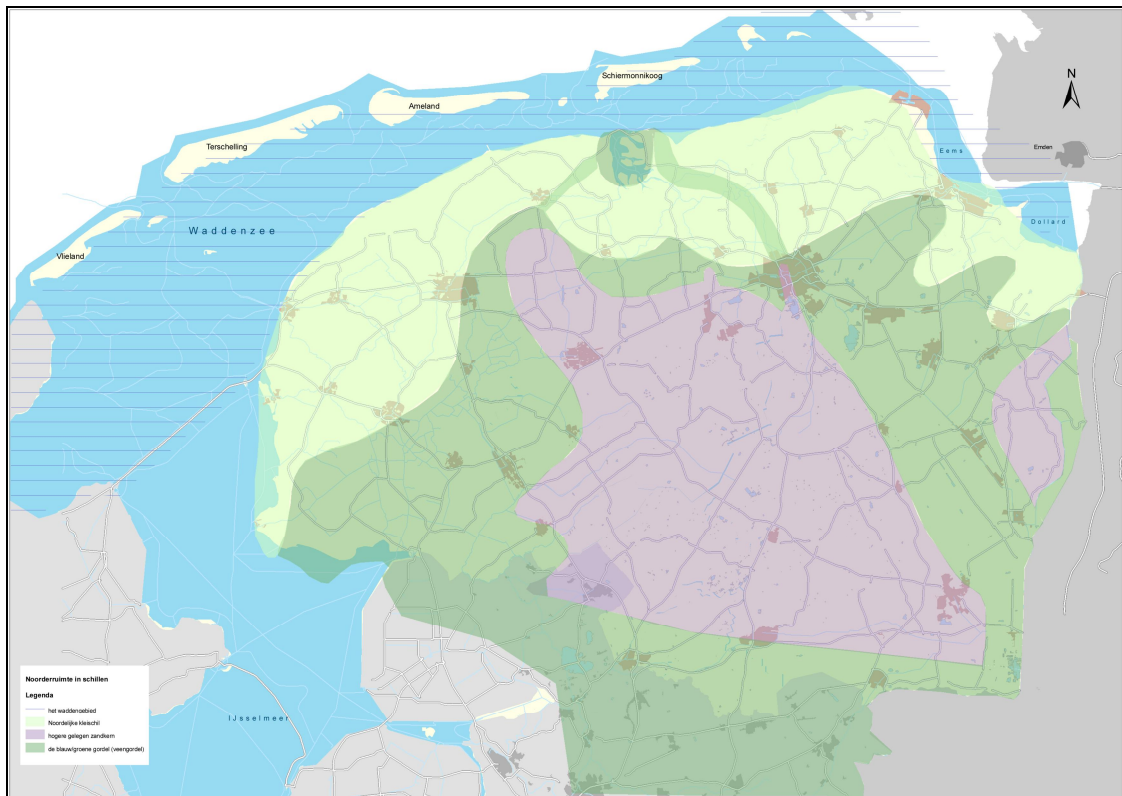 Schiermonnikoog
N
Ameland
Terschelling
Emden
Eems
Dollard
Waddenzee
Vlieland
Noorderruimte in schillen
Legenda
het waddengebied
Noordelijke kleischil
hogere gelegen zandkern
de blauw/groene gordel (veengordel)
IJsselmeer